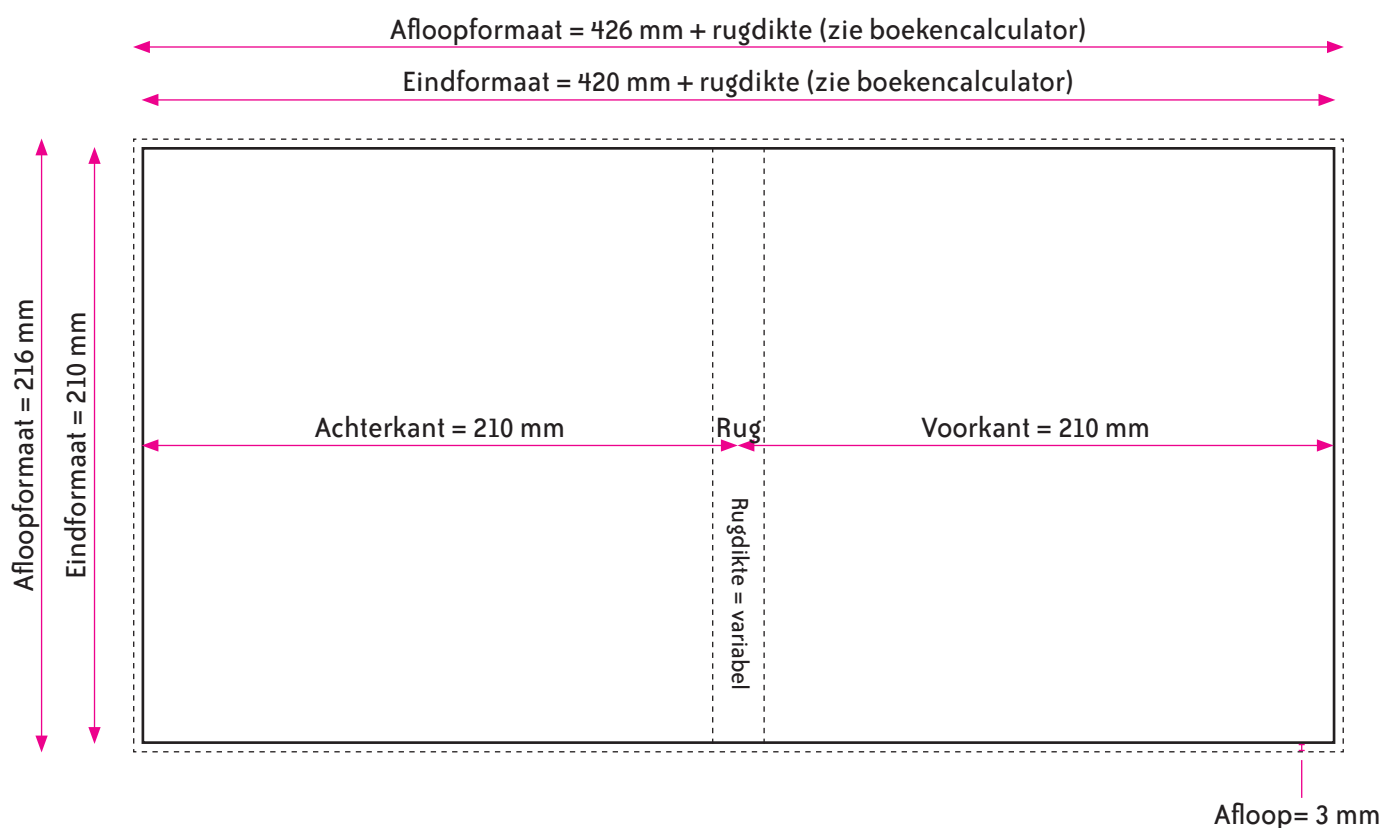 Afloopformaat = 426 mm + rugdikte (zie boekencalculator)
Eindformaat = 420 mm + rugdikte (zie boekencalculator)
Afloopformaat = 216 mm
Eindformaat = 210 mm
Achterkant = 210 mm
Rug
Voorkant = 210 mm
Rugdikte = variabel
Afloop= 3 mm